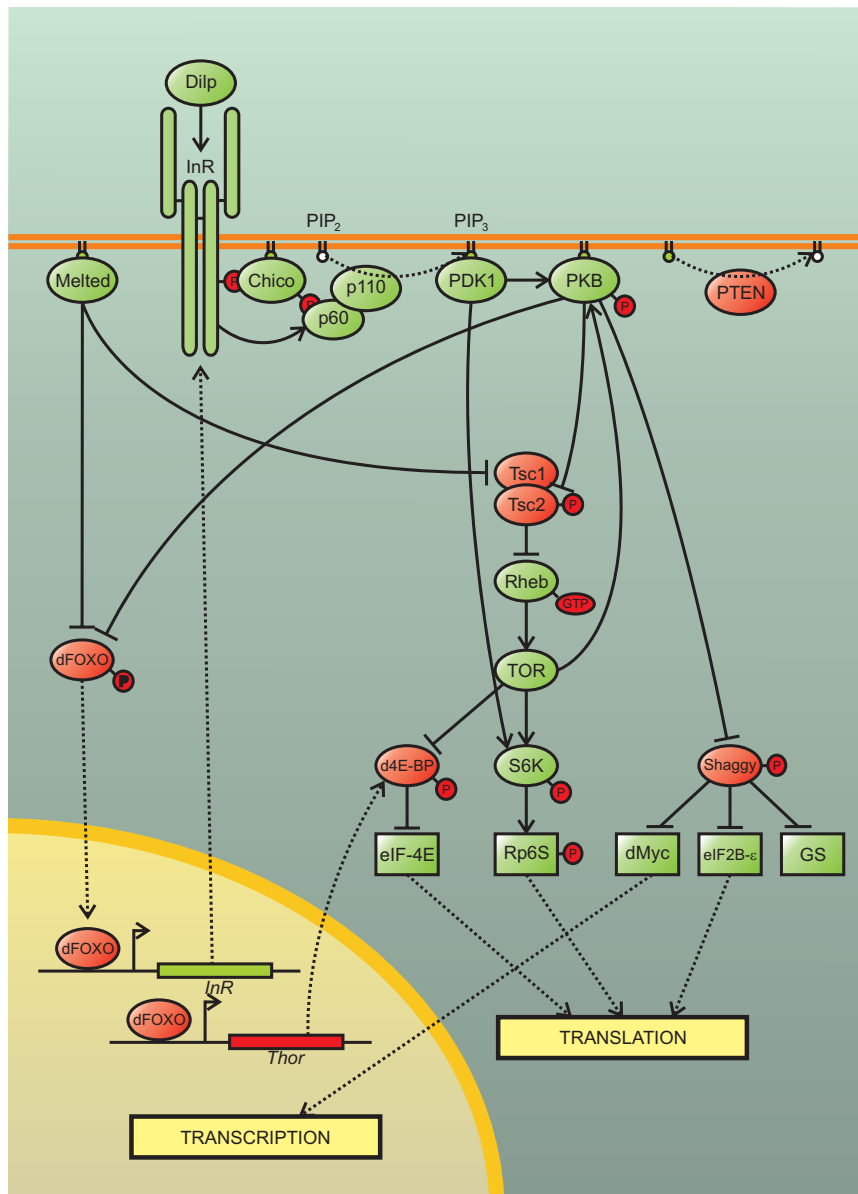 Dilp
InR
PIP₂
PIP₃
Melted
P
Chico
P
p110
p60
PDK1
PKB
P
PTEN
Tsc1
Tsc2
P
Rheb
GTP
dFOXO
P
TOR
d4E-BP
P
S6K
P
Shaggy
P
eIF-4E
Rp6S
P
dMyc
eIF2B-ε
GS
dFOXO
InR
dFOXO
Thor
TRANSLATION
TRANSCRIPTION